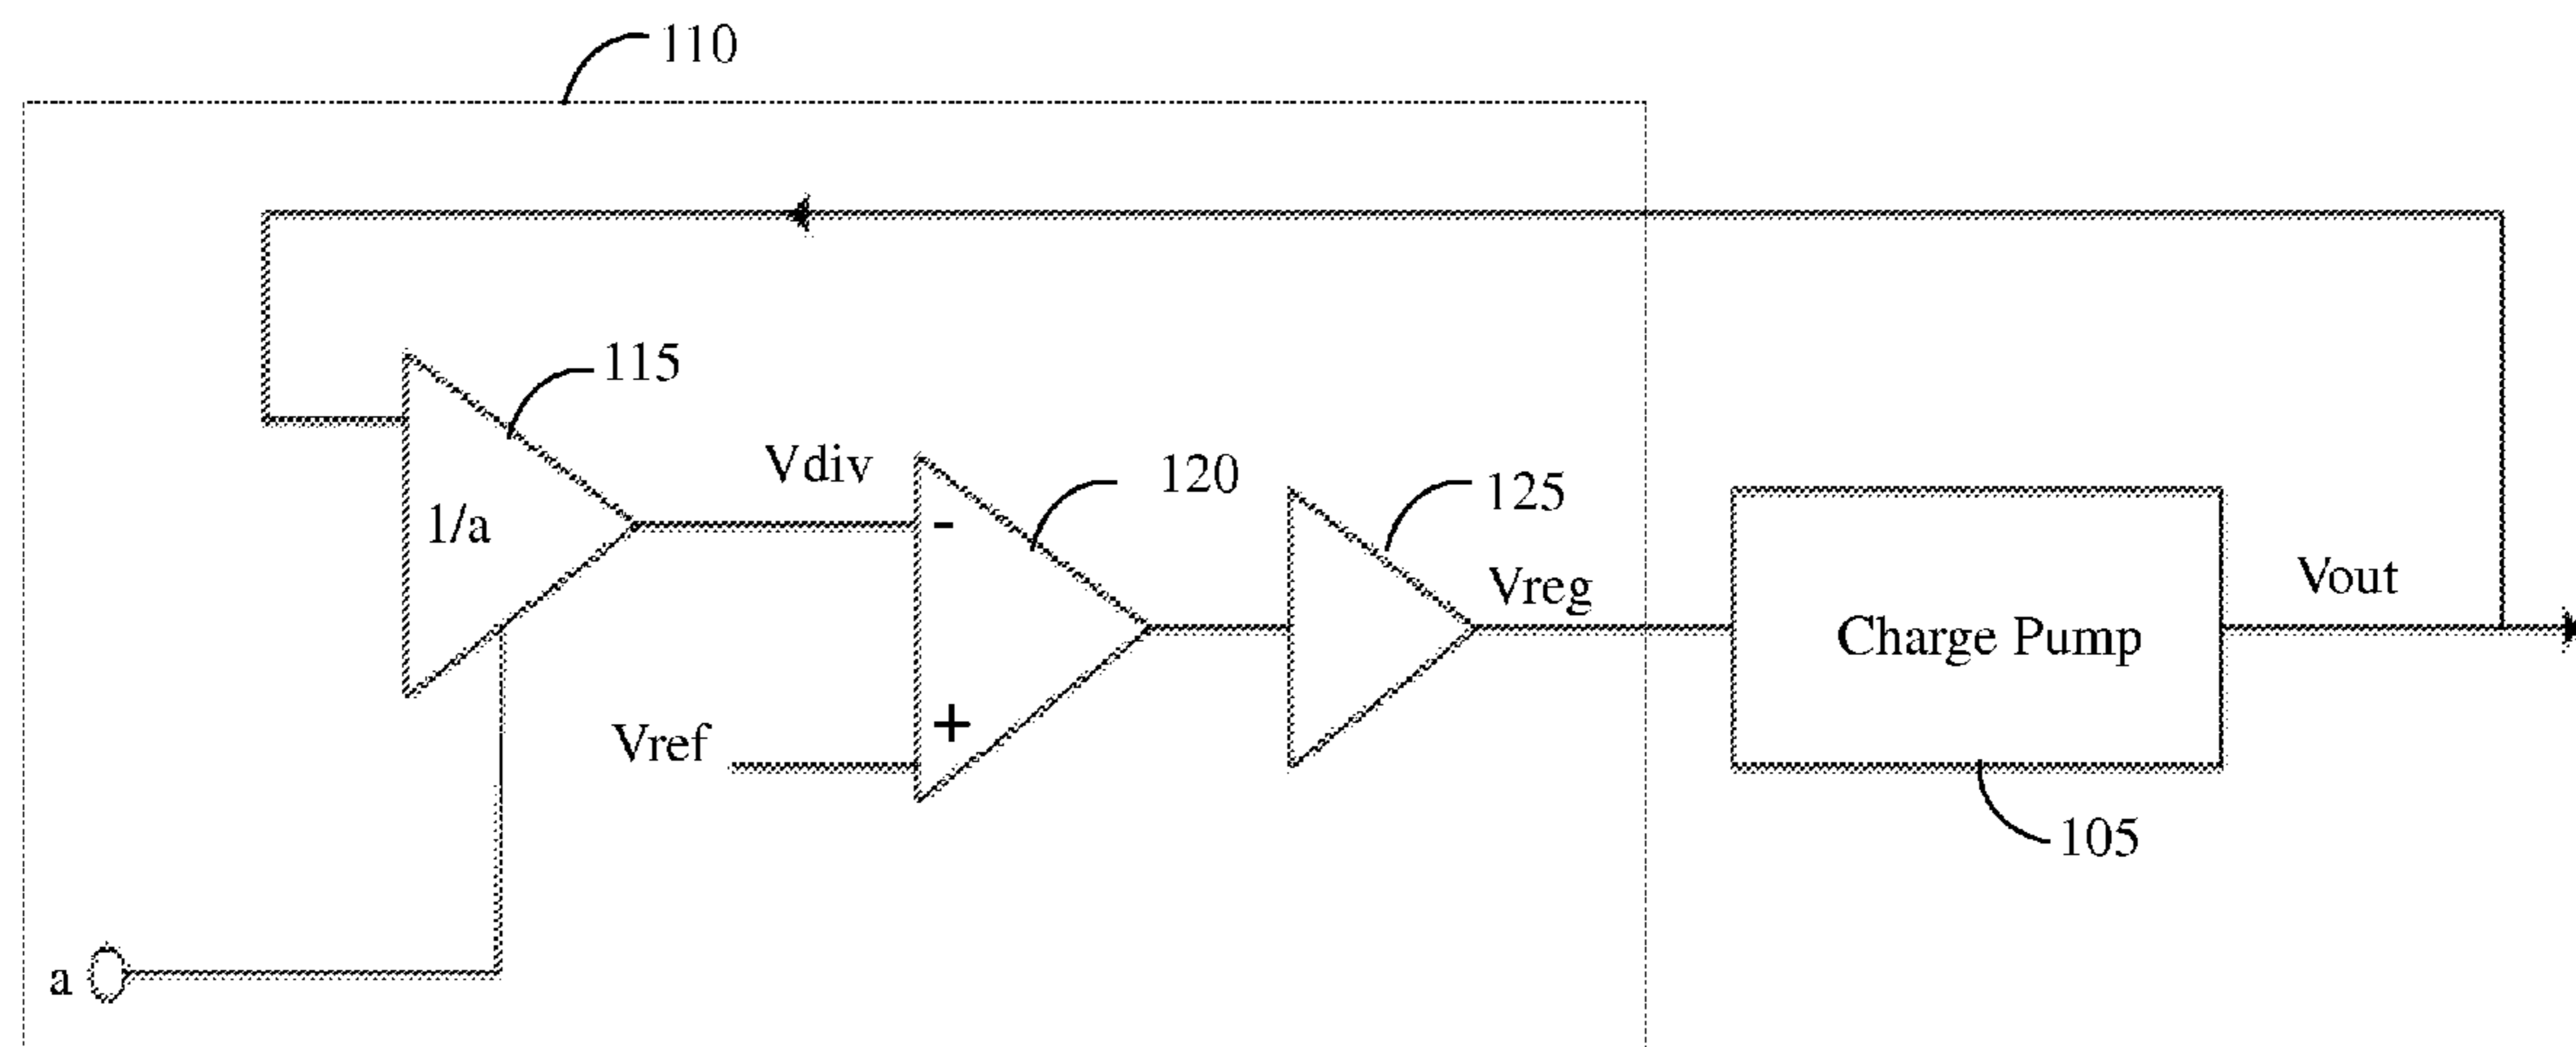 110
115
Vdiv
120
125
1/a
-
Vreg
Vout
Charge Pump
Vref
+
105
a